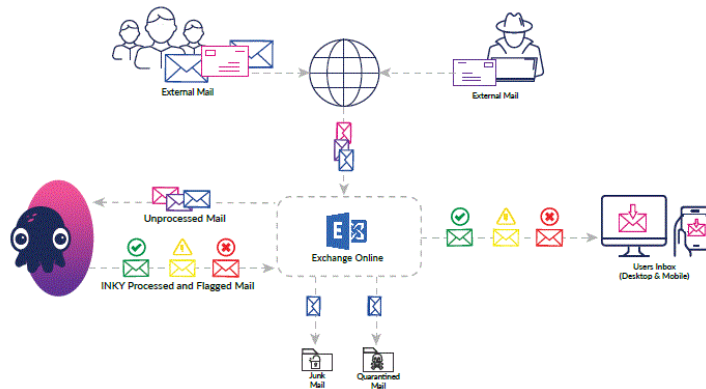 External Mail
External Mail
Unprocessed Mail
E
Exchange Online
INKY Processed and Flagged Mail
Users Inbox
(Desktop & Mobile)
Junk
Mail
Quarantined
Mail